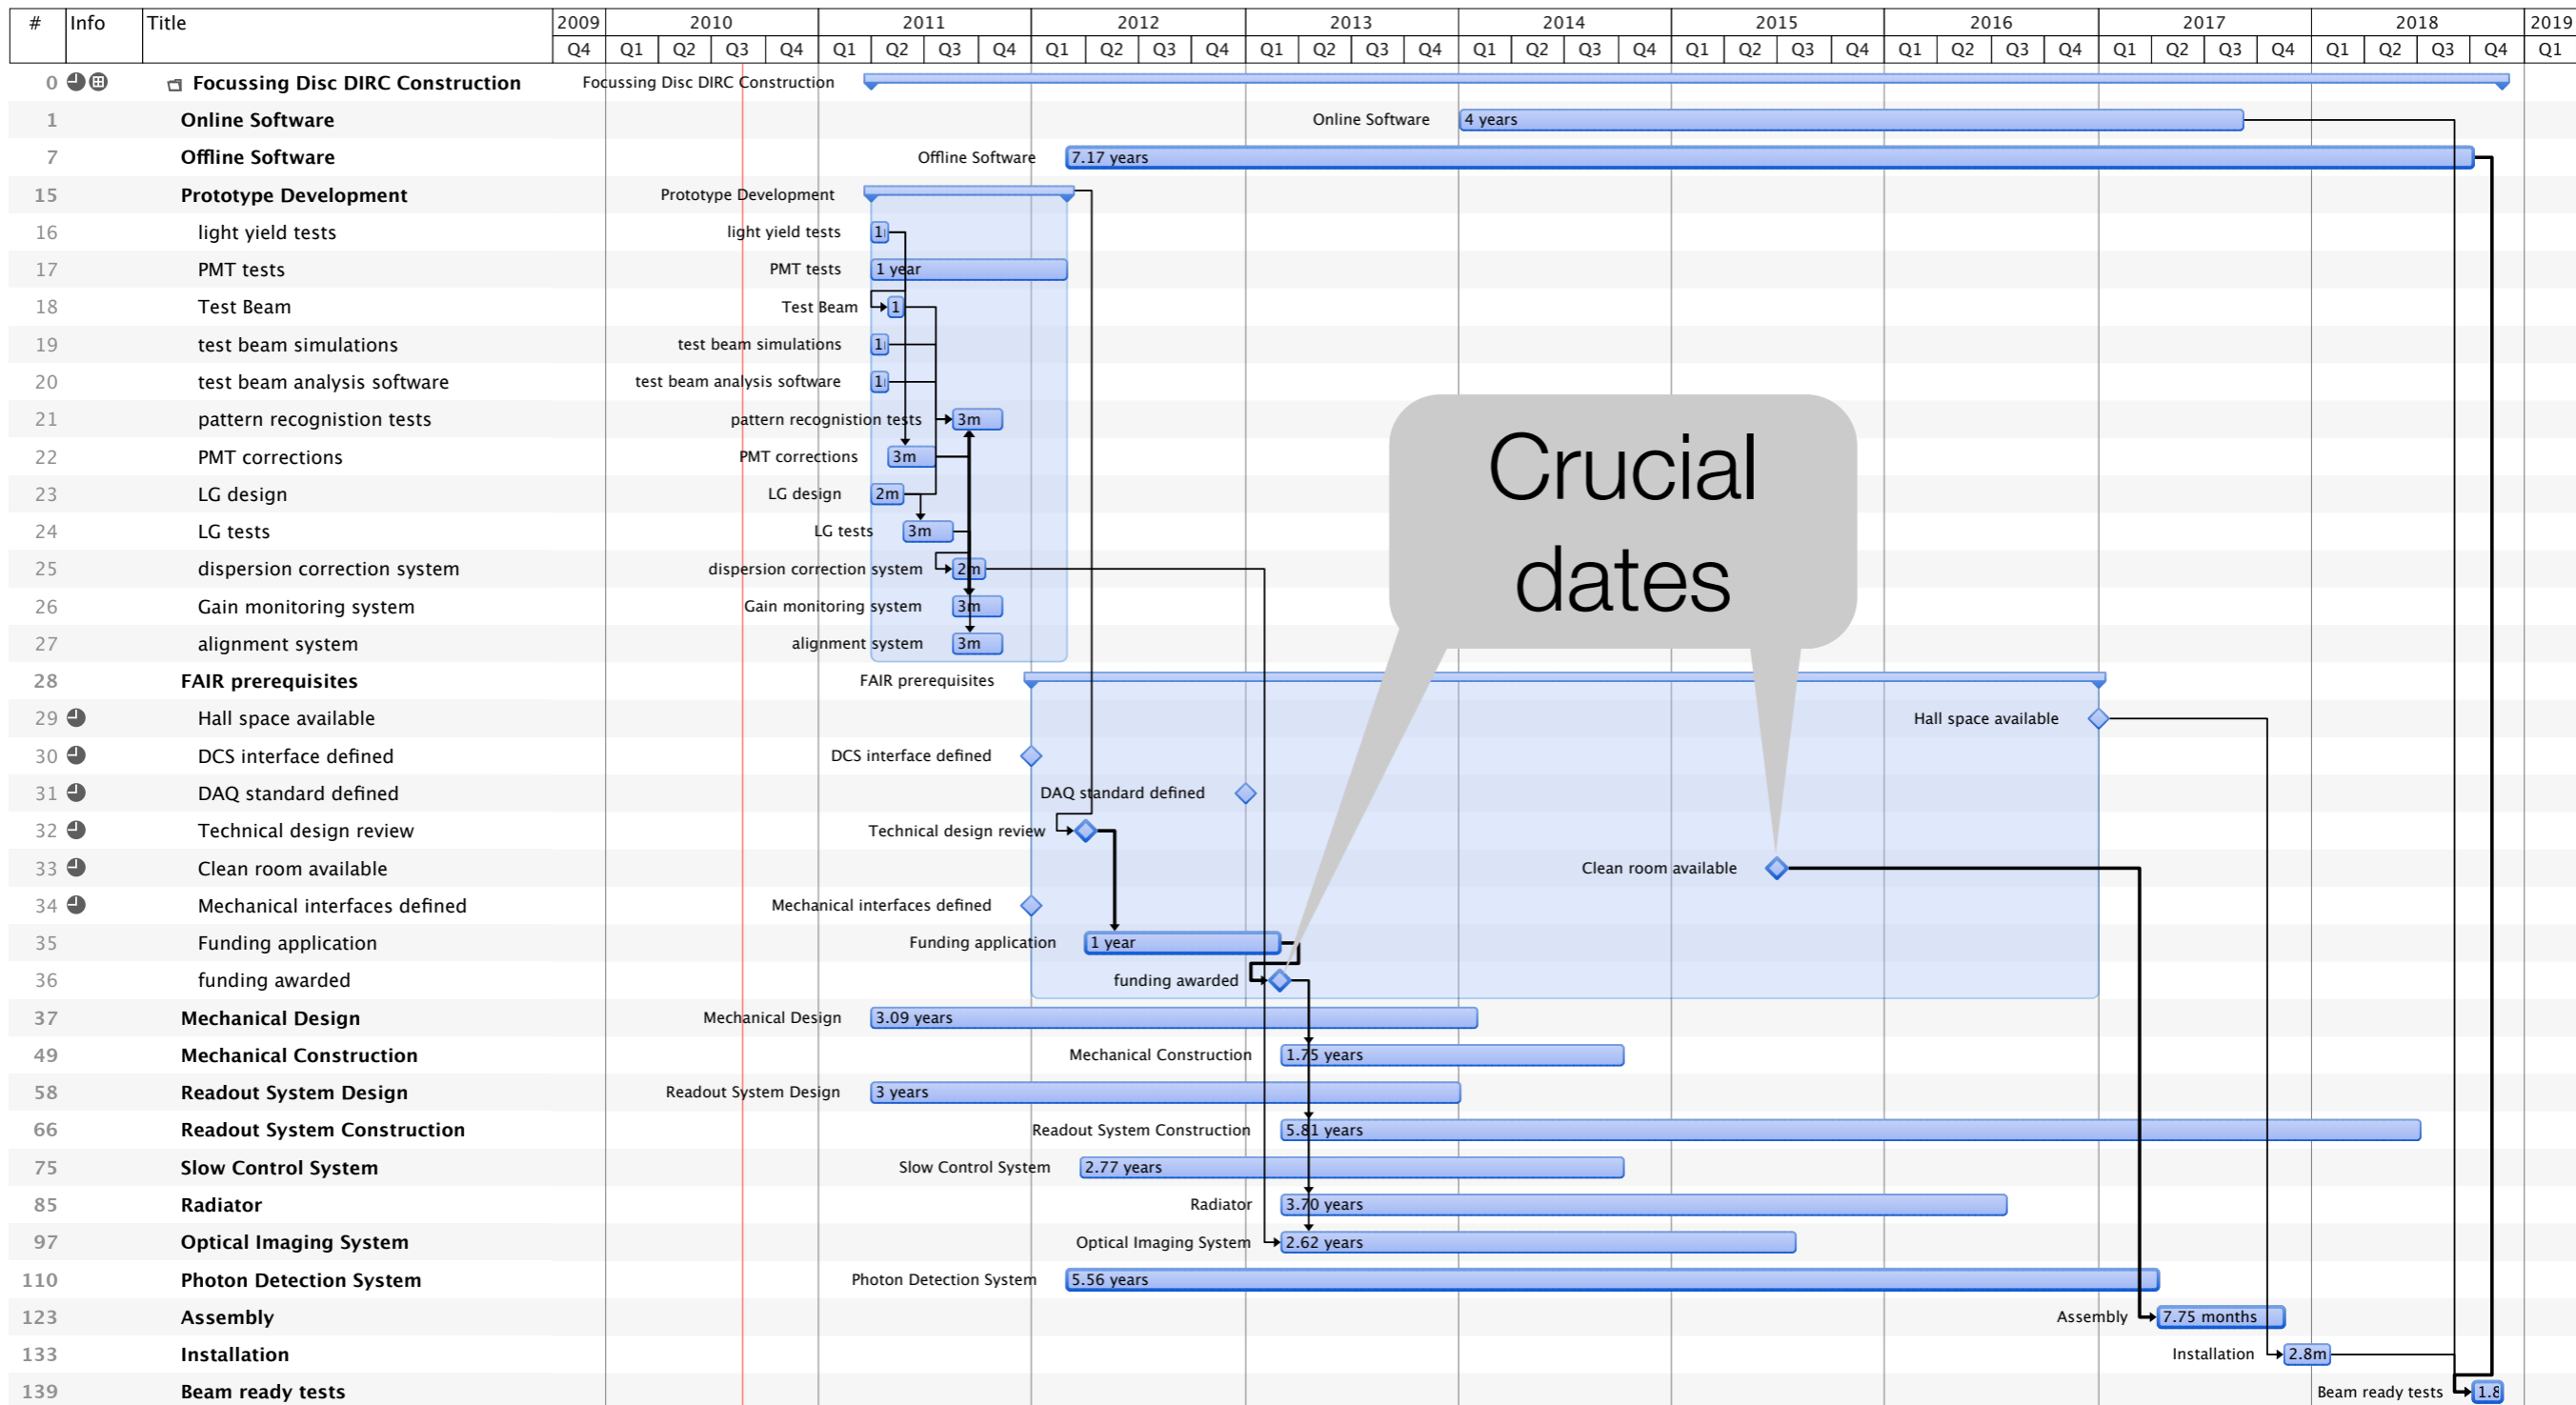 # Info Title 2009 2010 2011 2012 2013 2014 2015 2016 2017 2018 2019
Q4 Q1 Q2 Q3 Q4 Q1 Q2 Q3 Q4 Q1 Q2 Q3 Q4 Q1 Q2 Q3 Q4 Q1 Q2 Q3 Q4 Q1 Q2 Q3 Q4 Q1 Q2 Q3 Q4 Q1 Q2 Q3 Q4 Q1 Q2 Q3 Q4 Q1
0 Focussing Disc DIRC Construction Focussing Disc DIRC Construction
1 Online Software Online Software 4 years
7 Offline Software Offline Software 7.17 years
15 Prototype Development Prototype Development
16 light yield tests light yield tests 1
17 PMT tests PMT tests 1 year
18 Test Beam Test Beam 1
19 test beam simulations test beam simulations 1
20 test beam analysis software test beam analysis software 1
21 pattern recognistion tests pattern recognistion tests 3m
22 PMT corrections PMT corrections 3m
23 LG design LG design 2m
24 LG tests LG tests 3m
25 dispersion correction system dispersion correction system 2m
26 Gain monitoring system Gain monitoring system 3m
27 alignment system alignment system 3m
Crucial
dates
28 FAIR prerequisites FAIR prerequisites
29 Hall space available Hall space available
30 DCS interface defined DCS interface defined
31 DAQ standard defined DAQ standard defined
32 Technical design review Technical design review
33 Clean room available Clean room available
34 Mechanical interfaces defined Mechanical interfaces defined
35 Funding application Funding application 1 year
36 funding awarded funding awarded
37 Mechanical Design Mechanical Design 3.09 years
49 Mechanical Construction Mechanical Construction 1.75 years
58 Readout System Design Readout System Design 3 years
66 Readout System Construction Readout System Construction 5.81 years
75 Slow Control System Slow Control System 2.77 years
85 Radiator Radiator 3.70 years
97 Optical Imaging System Optical Imaging System 2.62 years
110 Photon Detection System Photon Detection System 5.56 years
123 Assembly Assembly 7.75 months
133 Installation Installation 2.8m
139 Beam ready tests Beam ready tests 1.8